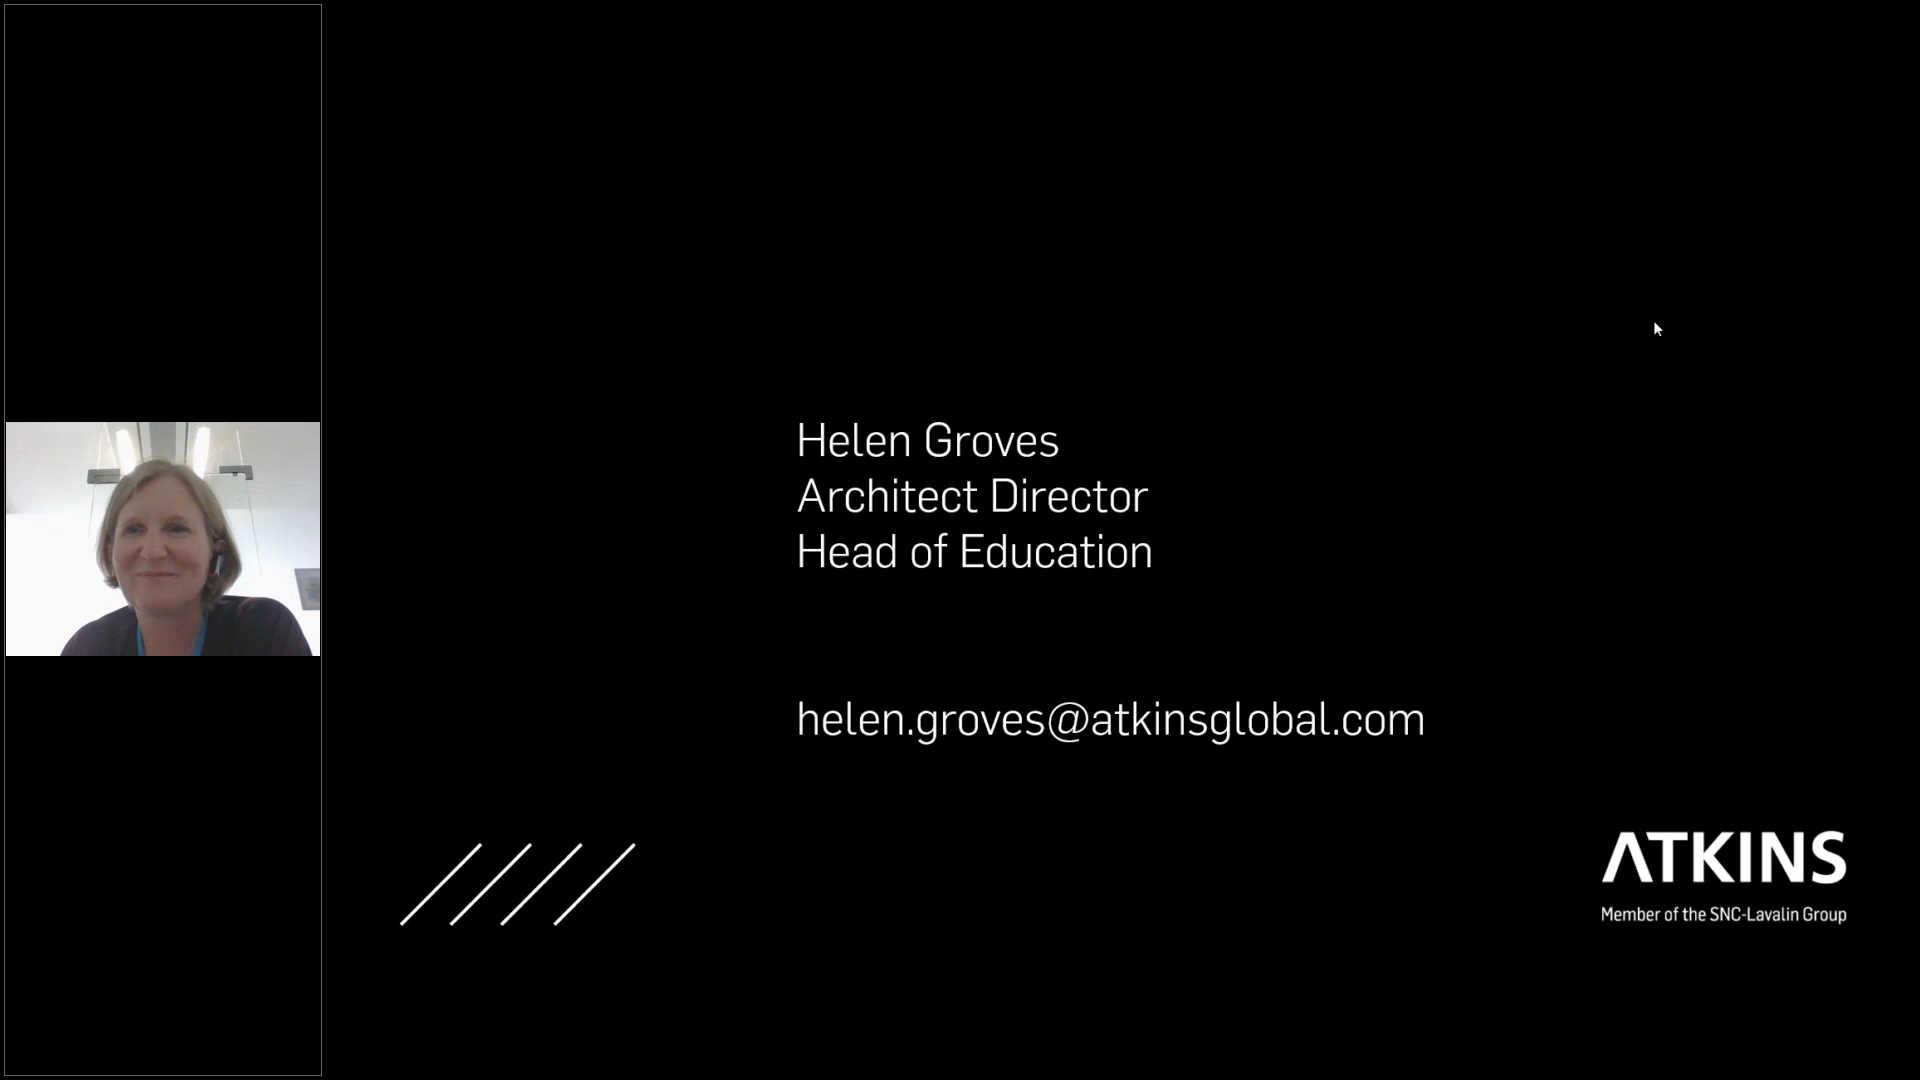 Helen Groves
Architect Director
Head of Education
helen.groves@atkinsglobal.com
ATKINS
Member of the SNC-Lavalin Group